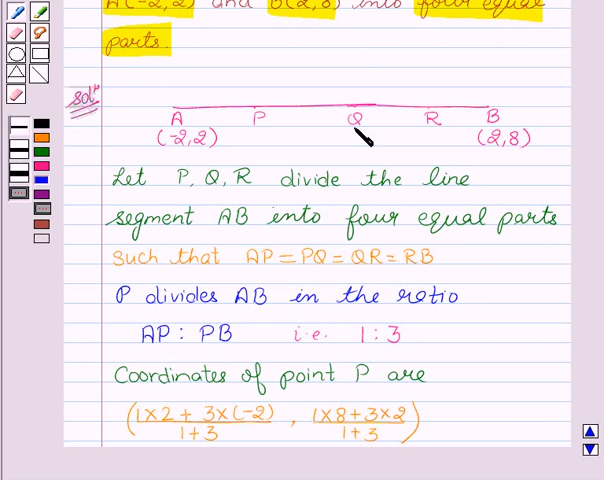 A(-2,2) and B(2,8) into four equal
parts.
Solⁿ
A P Q R B
(-2,2) (2,8)
Let P, Q, R divide the line
segment AB into four equal parts
such that AP = PQ = QR = RB
P divides AB in the ratio
AP : PB i.e. 1 : 3
Coordinates of point P are
((1×2 + 3×(-2))/(1+3) , (1×8+3×2)/(1+3))